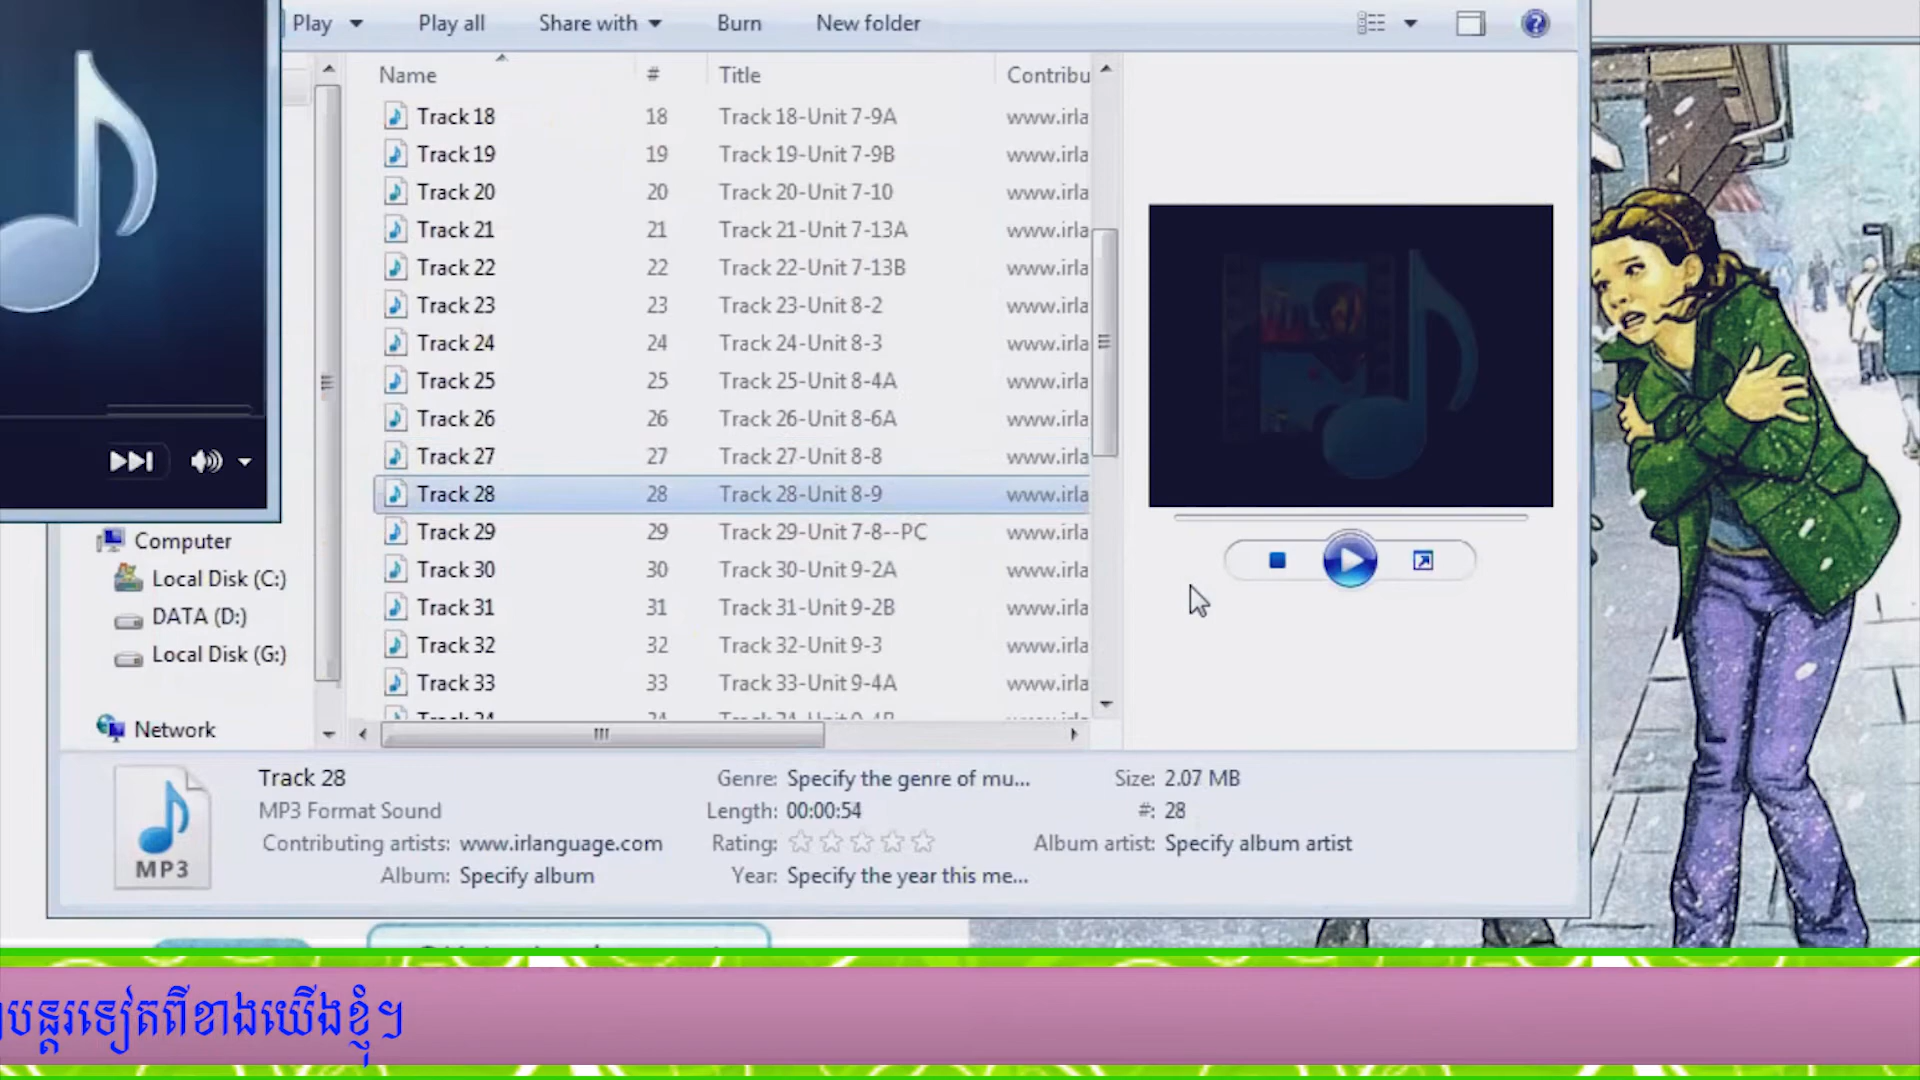 Play Play all Share with Burn New folder
Name # Title Contribu
Track 18 18 Track 18-Unit 7-9A www.irla
Track 19 19 Track 19-Unit 7-9B www.irla
Track 20 20 Track 20-Unit 7-10 www.irla
Track 21 21 Track 21-Unit 7-13A www.irla
Track 22 22 Track 22-Unit 7-13B www.irla
Track 23 23 Track 23-Unit 8-2 www.irla
Track 24 24 Track 24-Unit 8-3 www.irla
Track 25 25 Track 25-Unit 8-4A www.irla
Track 26 26 Track 26-Unit 8-6A www.irla
Track 27 27 Track 27-Unit 8-8 www.irla
Track 28 28 Track 28-Unit 8-9 www.irla
Track 29 29 Track 29-Unit 7-8--PC www.irla
Track 30 30 Track 30-Unit 9-2A www.irla
Track 31 31 Track 31-Unit 9-2B www.irla
Track 32 32 Track 32-Unit 9-3 www.irla
Track 33 33 Track 33-Unit 9-4A www.irla
Computer
Local Disk (C:)
DATA (D:)
Local Disk (G:)
Network
Track 28 Genre: Specify the genre of mu... Size: 2.07 MB
MP3 Format Sound Length: 00:00:54 #: 28
Contributing artists: www.irlanguage.com Rating: Album artist: Specify album artist
Album: Specify album Year: Specify the year this me...
MP3
បន្តរទៀតពីខាងយើងខ្ញុំ។